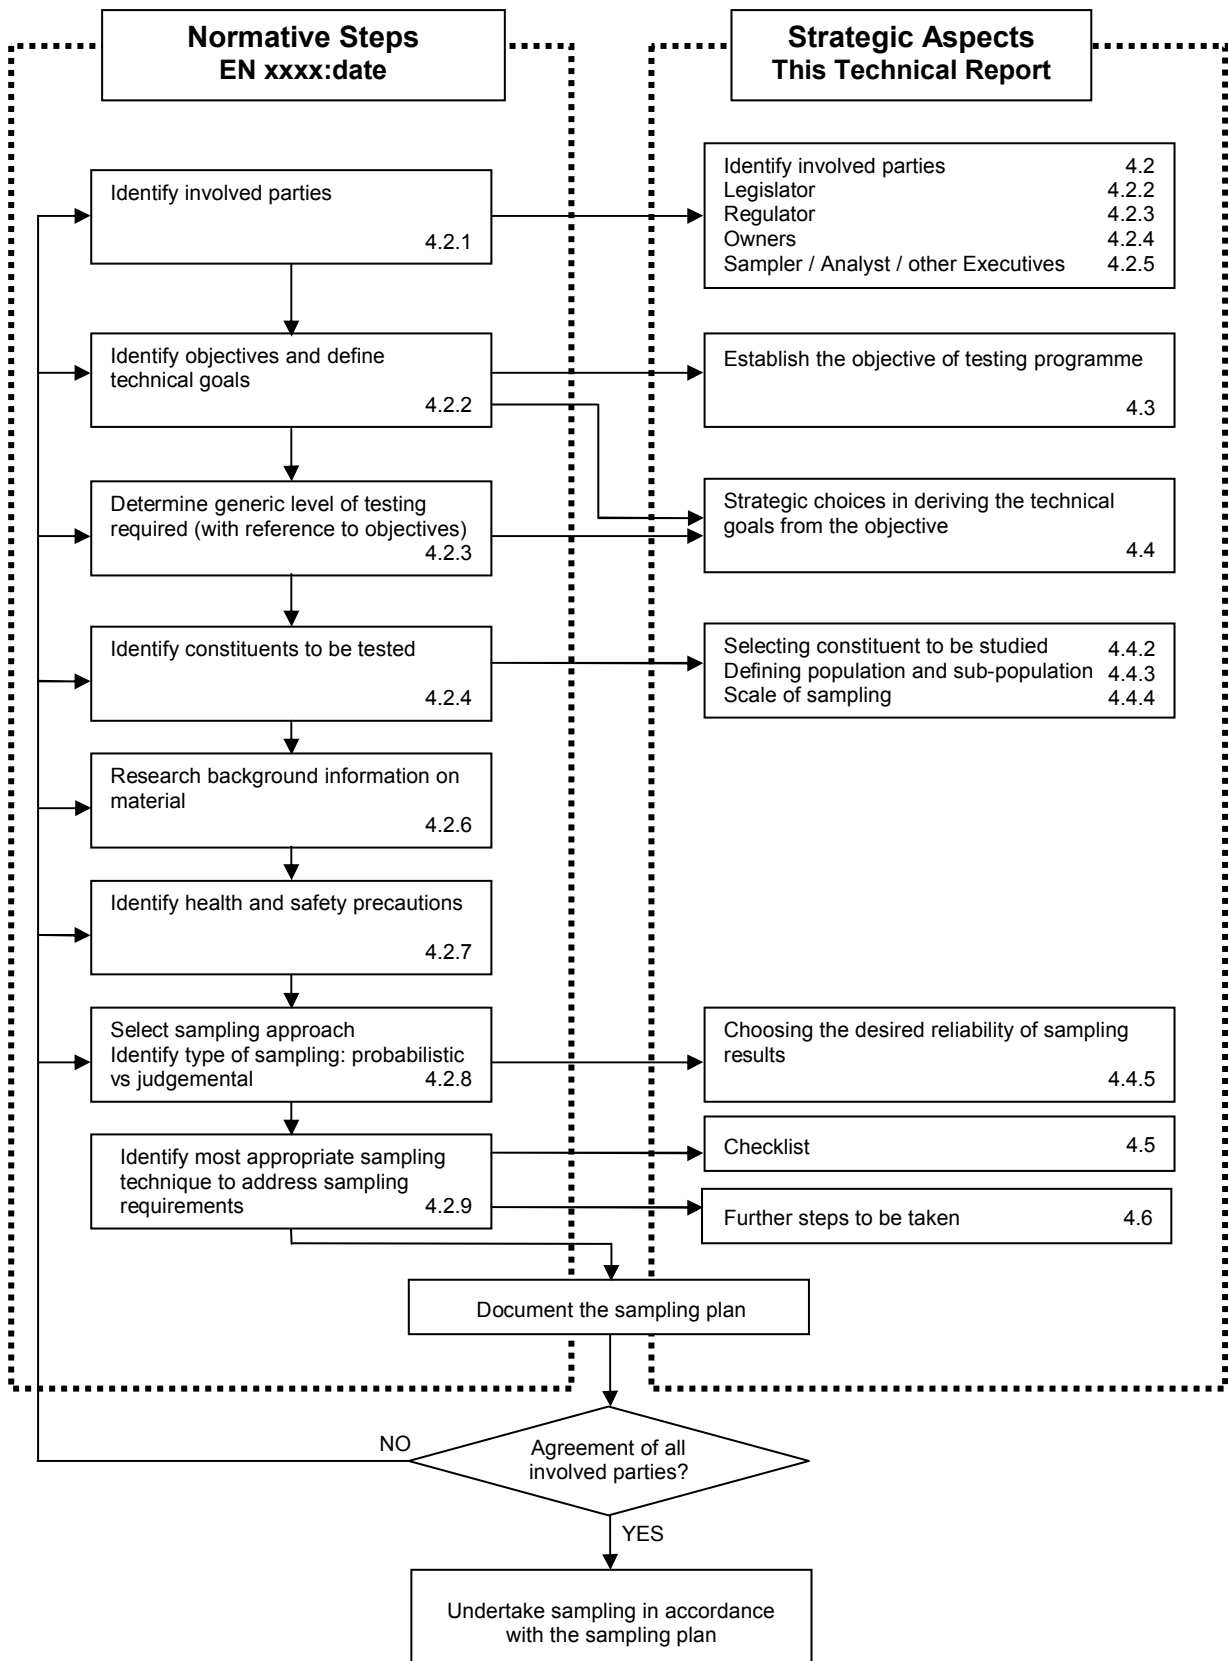 Normative Steps
EN xxxx:date
Strategic Aspects
This Technical Report
Identify involved parties
4.2.1
Identify involved parties 4.2
Legislator 4.2.2
Regulator 4.2.3
Owners 4.2.4
Sampler / Analyst / other Executives 4.2.5
Identify objectives and define
technical goals
4.2.2
Establish the objective of testing programme
4.3
Determine generic level of testing
required (with reference to objectives)
4.2.3
Strategic choices in deriving the technical
goals from the objective
4.4
Identify constituents to be tested
4.2.4
Selecting constituent to be studied 4.4.2
Defining population and sub-population 4.4.3
Scale of sampling 4.4.4
Research background information on
material
4.2.6
Identify health and safety precautions
4.2.7
Select sampling approach
Identify type of sampling: probabilistic
vs judgemental 4.2.8
Choosing the desired reliability of sampling
results
4.4.5
Identify most appropriate sampling
technique to address sampling
requirements 4.2.9
Checklist 4.5
Further steps to be taken 4.6
Document the sampling plan
NO
Agreement of all
involved parties?
YES
Undertake sampling in accordance
with the sampling plan